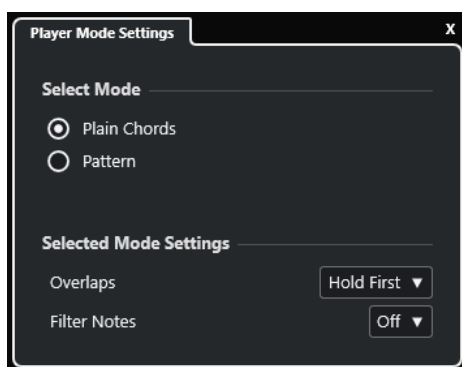 Player Mode Settings X
Select Mode
Plain Chords
Pattern
Selected Mode Settings
Overlaps Hold First ▼
Filter Notes Off ▼